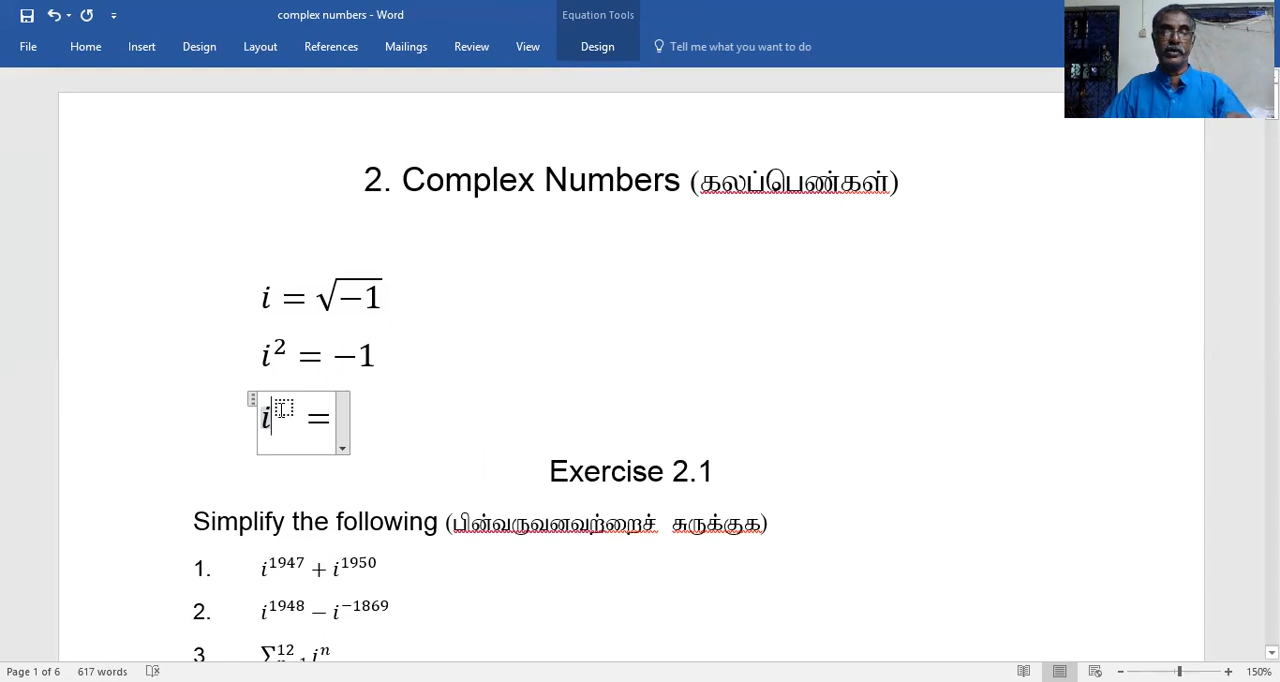 complex numbers - Word
Equation Tools
File Home Insert Design Layout References Mailings Review View Design Tell me what you want to do
2. Complex Numbers (கலப்பெண்கள்)
i = √−1
i² = −1
i =
Exercise 2.1
Simplify the following (பின்வருவனவற்றைச் சுருக்குக)
1. i¹⁹⁴⁷ + i¹⁹⁵⁰
2. i¹⁹⁴⁸ − i⁻¹⁸⁶⁹
3 Σ¹² iⁿ
Page 1 of 6 617 words 150%